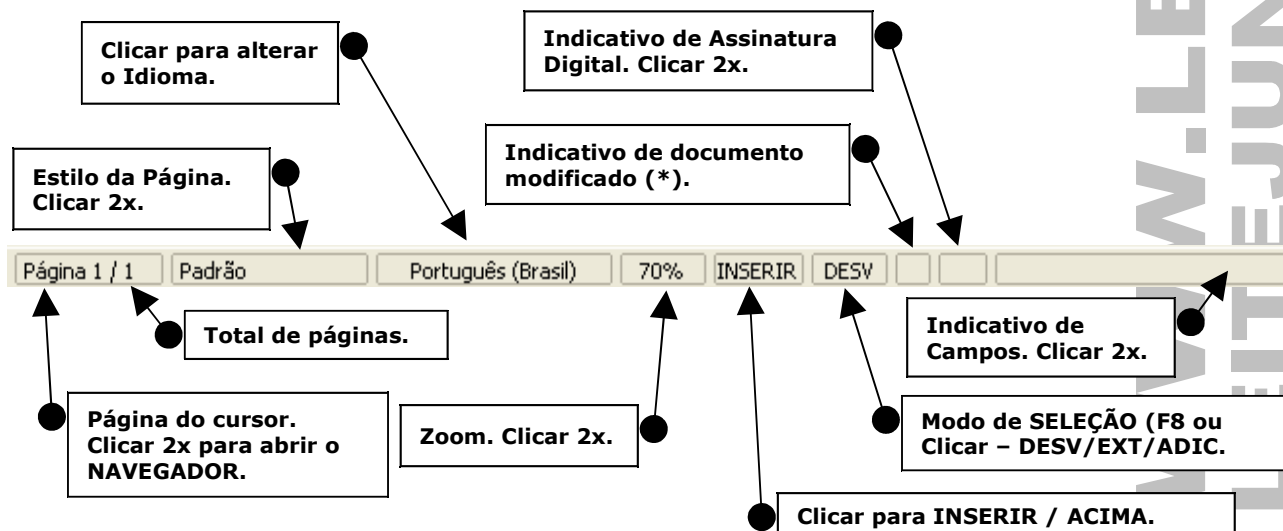 Clicar para alterar
o Idioma.
Indicativo de Assinatura
Digital. Clicar 2x.
Estilo da Página.
Clicar 2x.
Indicativo de documento
modificado (*).
Página 1 / 1
Padrão
Português (Brasil)
70%
INSERIR
DESV
Total de páginas.
Indicativo de
Campos. Clicar 2x.
Página do cursor.
Clicar 2x para abrir o
NAVEGADOR.
Zoom. Clicar 2x.
Modo de SELEÇÃO (F8 ou
Clicar – DESV/EXT/ADIC.
Clicar para INSERIR / ACIMA.